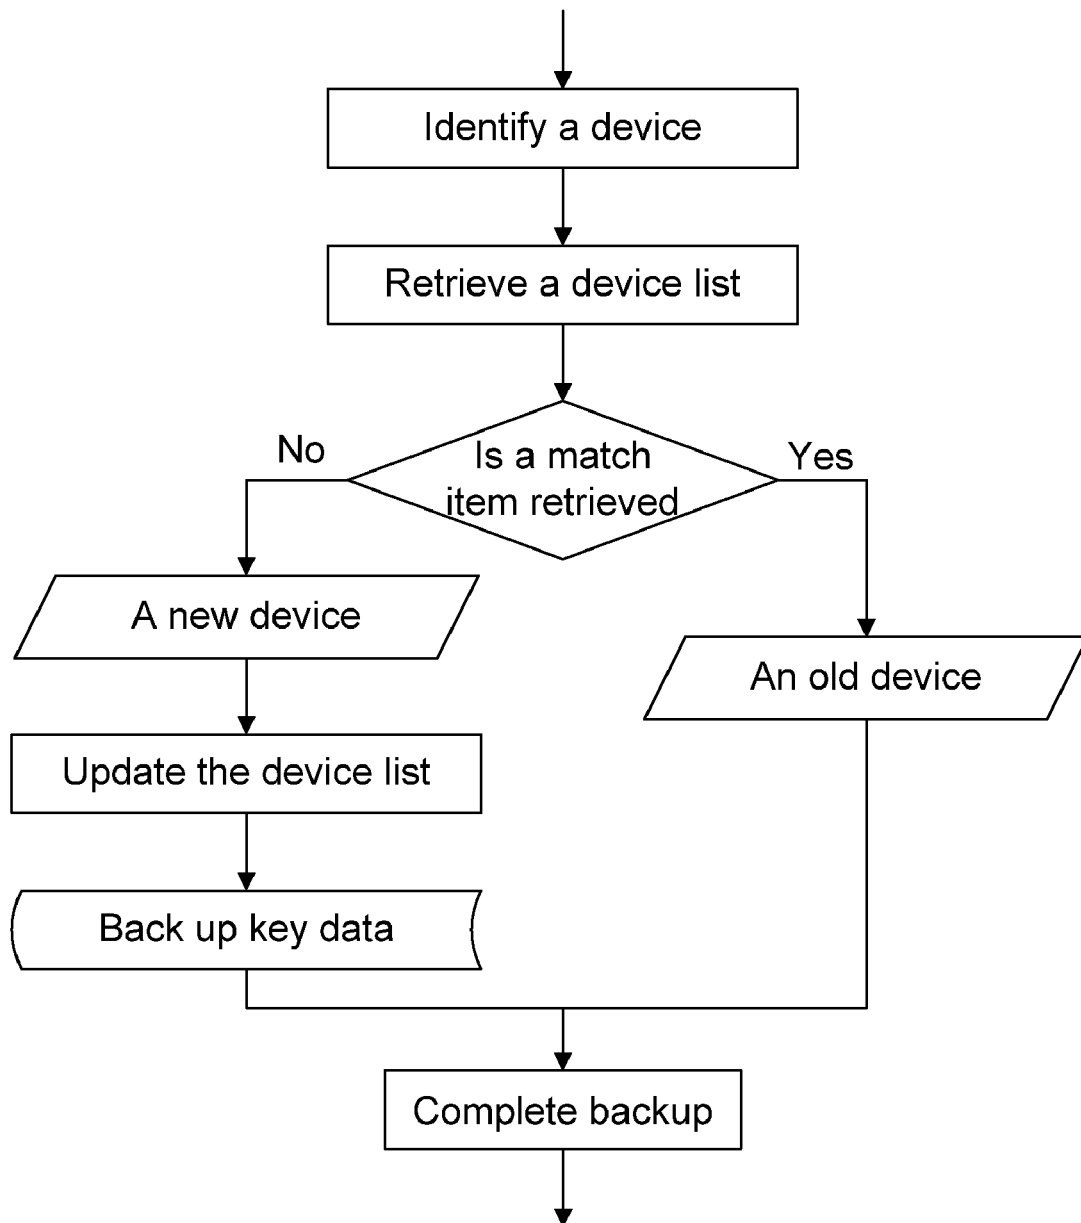 Identify a device
Retrieve a device list
No
Is a match
item retrieved
Yes
A new device
An old device
Update the device list
Back up key data
Complete backup